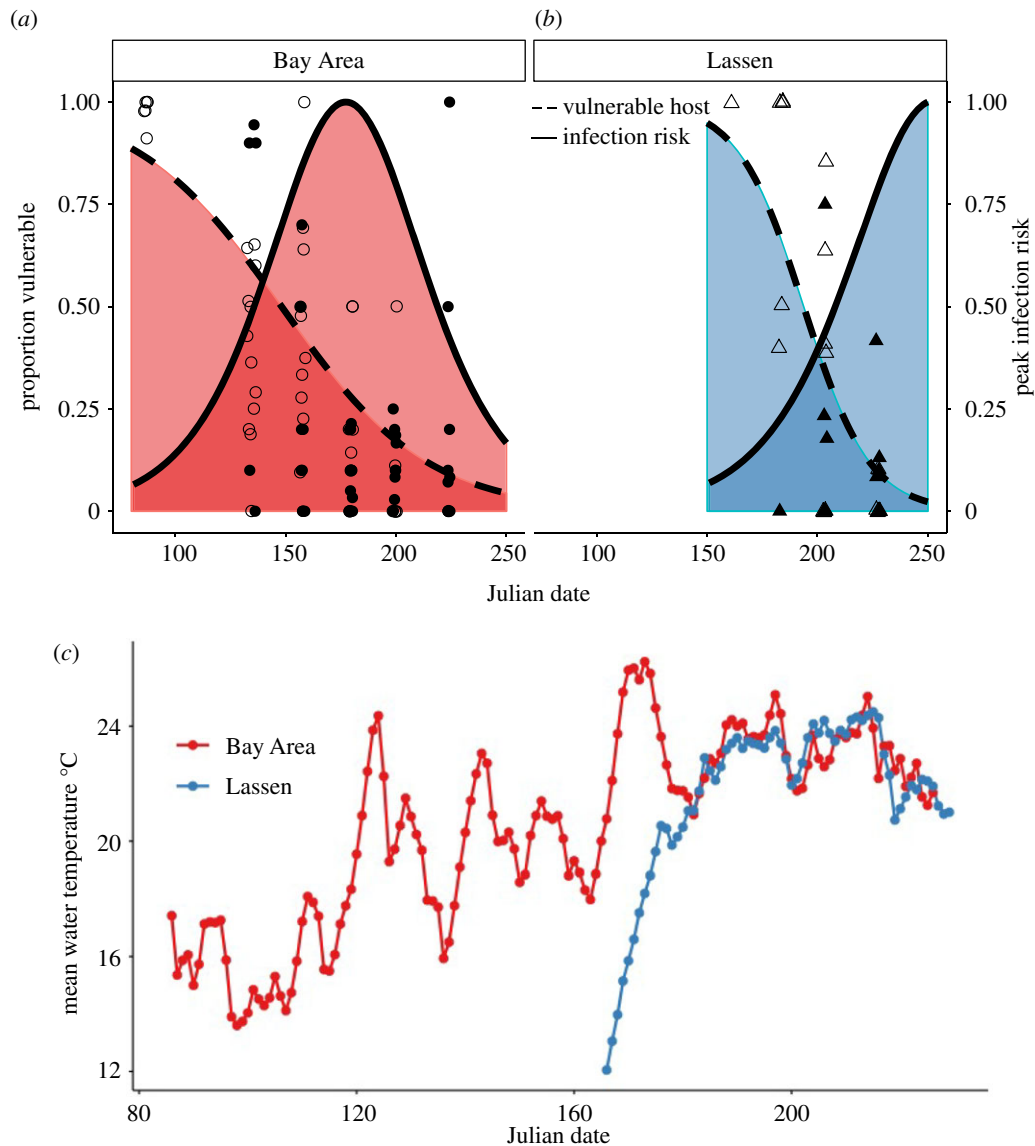 (a)
(b)
Bay Area
Lassen
1.00
0.75
0.50
0.25
0
proportion vulnerable
vulnerable host
infection risk
1.00
0.75
0.50
0.25
0
peak infection risk
100 150 200 250
100 150 200 250
Julian date
(c)
24
20
16
12
mean water temperature °C
Bay Area
Lassen
80 120 160 200
Julian date